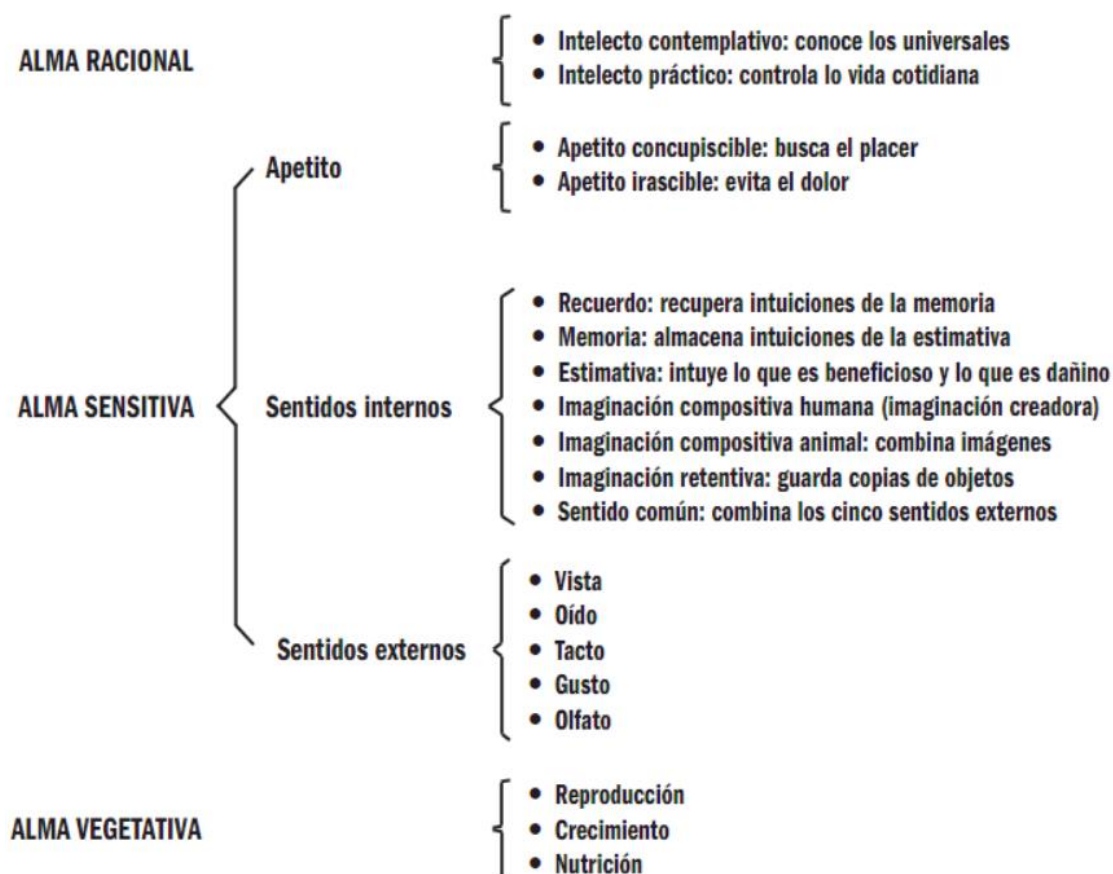 ALMA RACIONAL
• Intelecto contemplativo: conoce los universales
• Intelecto práctico: controla lo vida cotidiana
Apetito
• Apetito concupiscible: busca el placer
• Apetito irascible: evita el dolor
ALMA SENSITIVA
Sentidos internos
• Recuerdo: recupera intuiciones de la memoria
• Memoria: almacena intuiciones de la estimativa
• Estimativa: intuye lo que es beneficioso y lo que es dañino
• Imaginación compositiva humana (imaginación creadora)
• Imaginación compositiva animal: combina imágenes
• Imaginación retentiva: guarda copias de objetos
• Sentido común: combina los cinco sentidos externos
Sentidos externos
• Vista
• Oído
• Tacto
• Gusto
• Olfato
ALMA VEGETATIVA
• Reproducción
• Crecimiento
• Nutrición